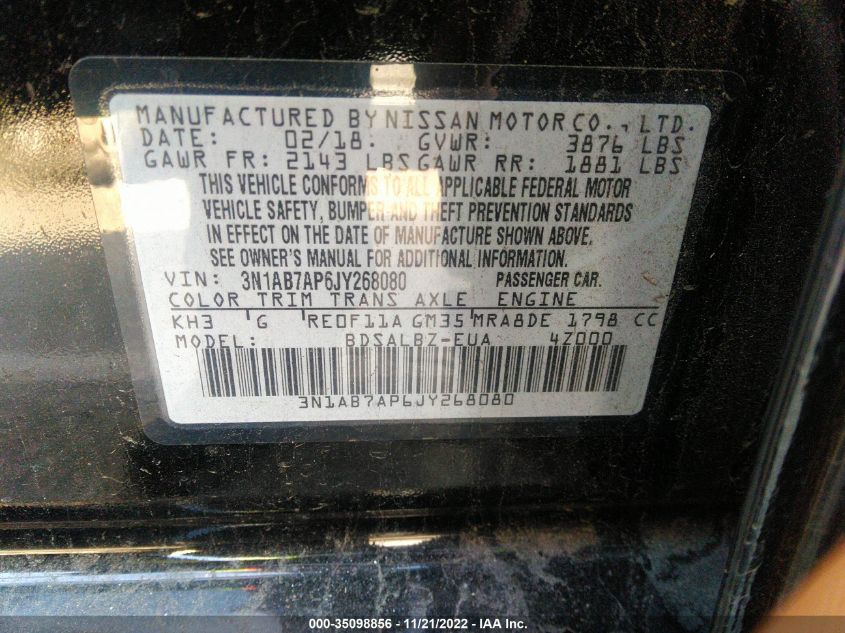 MANUFACTURED BY NISSAN MOTOR CO., LTD.
DATE: 02/18. GVWR: 3876 LBS
GAWR FR: 2143 LBS GAWR RR: 1881 LBS
THIS VEHICLE CONFORMS TO ALL APPLICABLE FEDERAL MOTOR
VEHICLE SAFETY, BUMPER AND THEFT PREVENTION STANDARDS
IN EFFECT ON THE DATE OF MANUFACTURE SHOWN ABOVE.
SEE OWNER'S MANUAL FOR ADDITIONAL INFORMATION.
VIN: 3N1AB7AP6JY268080 PASSENGER CAR.
COLOR TRIM TRANS AXLE ENGINE
KH3 G RE0F11A GM35 MRA8DE 1798 CC
MODEL: BDSALBZ-EUA 4Z000
3N1AB7AP6JY268080
000-35098856 - 11/21/2022 - IAA Inc.